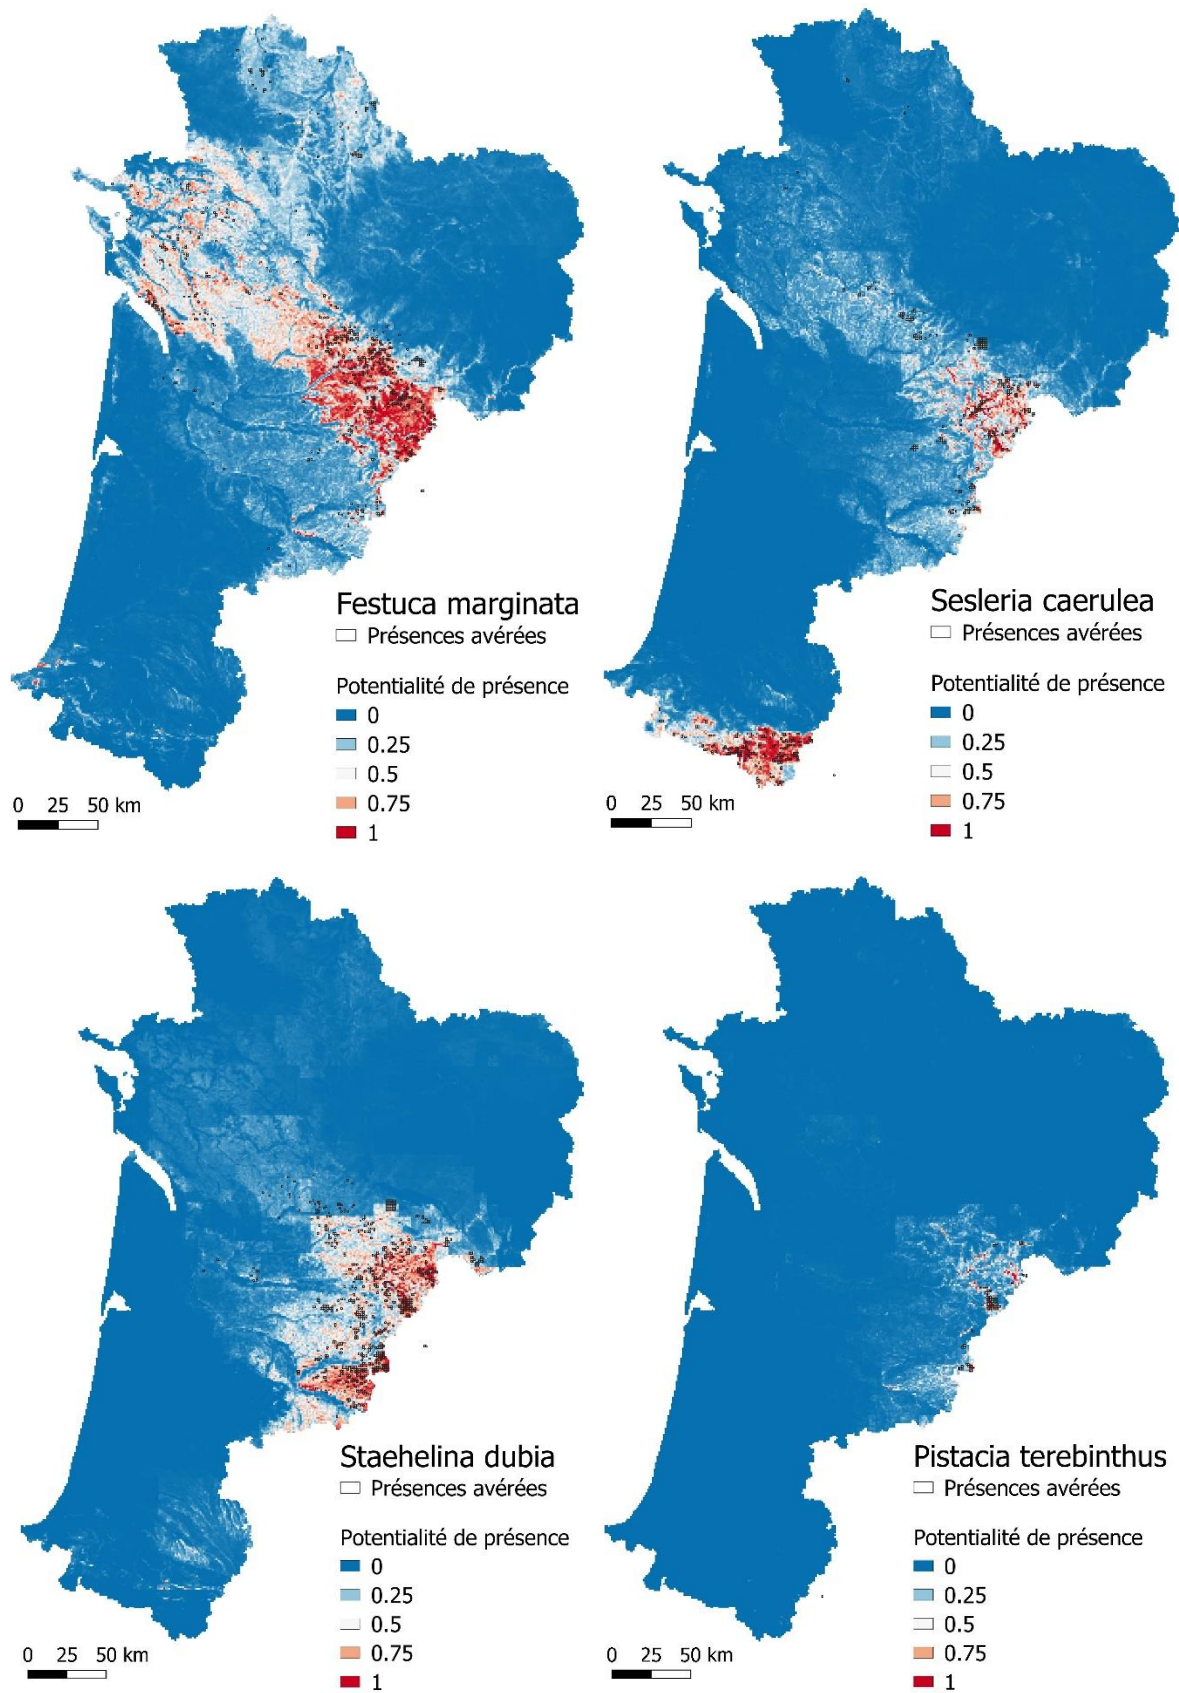 Festuca marginata
Présences avérées
Potentialité de présence
0
0.25
0.5
0.75
1
0 25 50 km
Sesleria caerulea
Présences avérées
Potentialité de présence
0
0.25
0.5
0.75
1
0 25 50 km
Staehelina dubia
Présences avérées
Potentialité de présence
0
0.25
0.5
0.75
1
0 25 50 km
Pistacia terebinthus
Présences avérées
Potentialité de présence
0
0.25
0.5
0.75
1
0 25 50 km